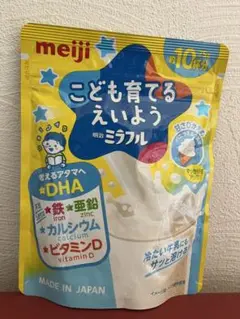 meiji
約10杯分
こども育てる
えいよう
明治 ミラフル
考えるアタマへ
★DHA
★鉄 ★亜鉛
iron zinc
★カルシウム
calcium
★ビタミンD
vitamin D
冷たい牛乳にも
サッと溶ける!
MADE IN JAPAN